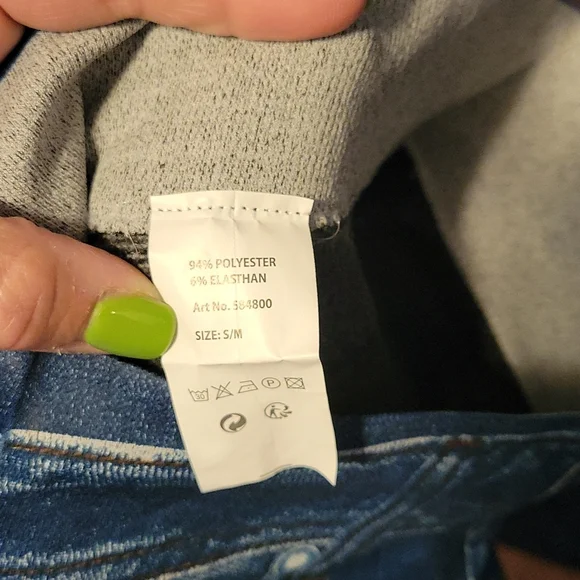 94% POLYESTER
6% ELASTHAN
Art No. 584800
SIZE: S/M
P